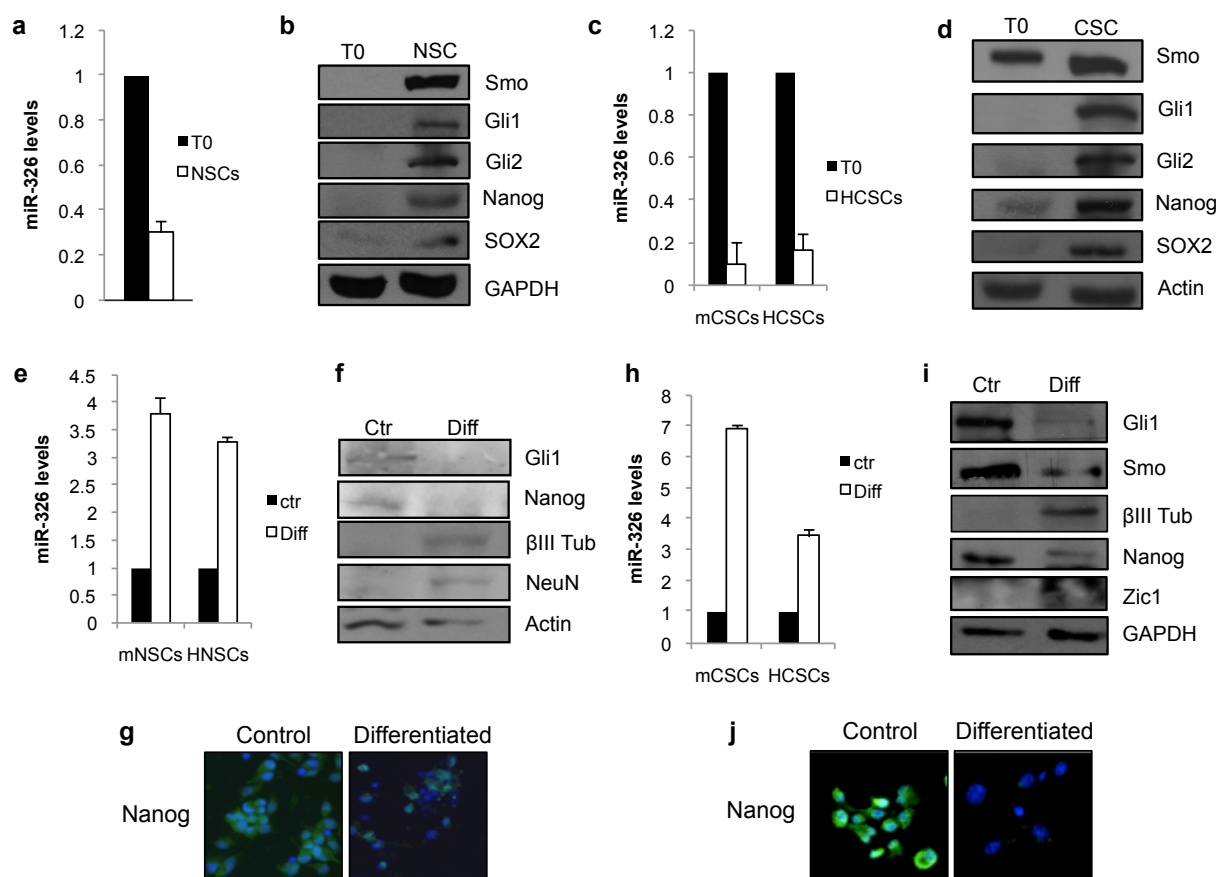 a
1.2
1
0.8
0.6
0.4
0.2
0
miR-326 levels
T0
NSCs
b
T0 NSC
Smo
Gli1
Gli2
Nanog
SOX2
GAPDH
c
1.2
1
0.8
0.6
0.4
0.2
0
miR-326 levels
mCSCs HCSCs
T0
HCSCs
d
T0 CSC
Smo
Gli1
Gli2
Nanog
SOX2
Actin
e
4.5
4
3.5
3
2.5
2
1.5
1
0.5
0
miR-326 levels
mNSCs HNSCs
ctr
Diff
f
Ctr Diff
Gli1
Nanog
βIII Tub
NeuN
Actin
h
8
7
6
5
4
3
2
1
0
miR-326 levels
mCSCs HCSCs
ctr
Diff
i
Ctr Diff
Gli1
Smo
βIII Tub
Nanog
Zic1
GAPDH
g
Control Differentiated
Nanog
j
Control Differentiated
Nanog